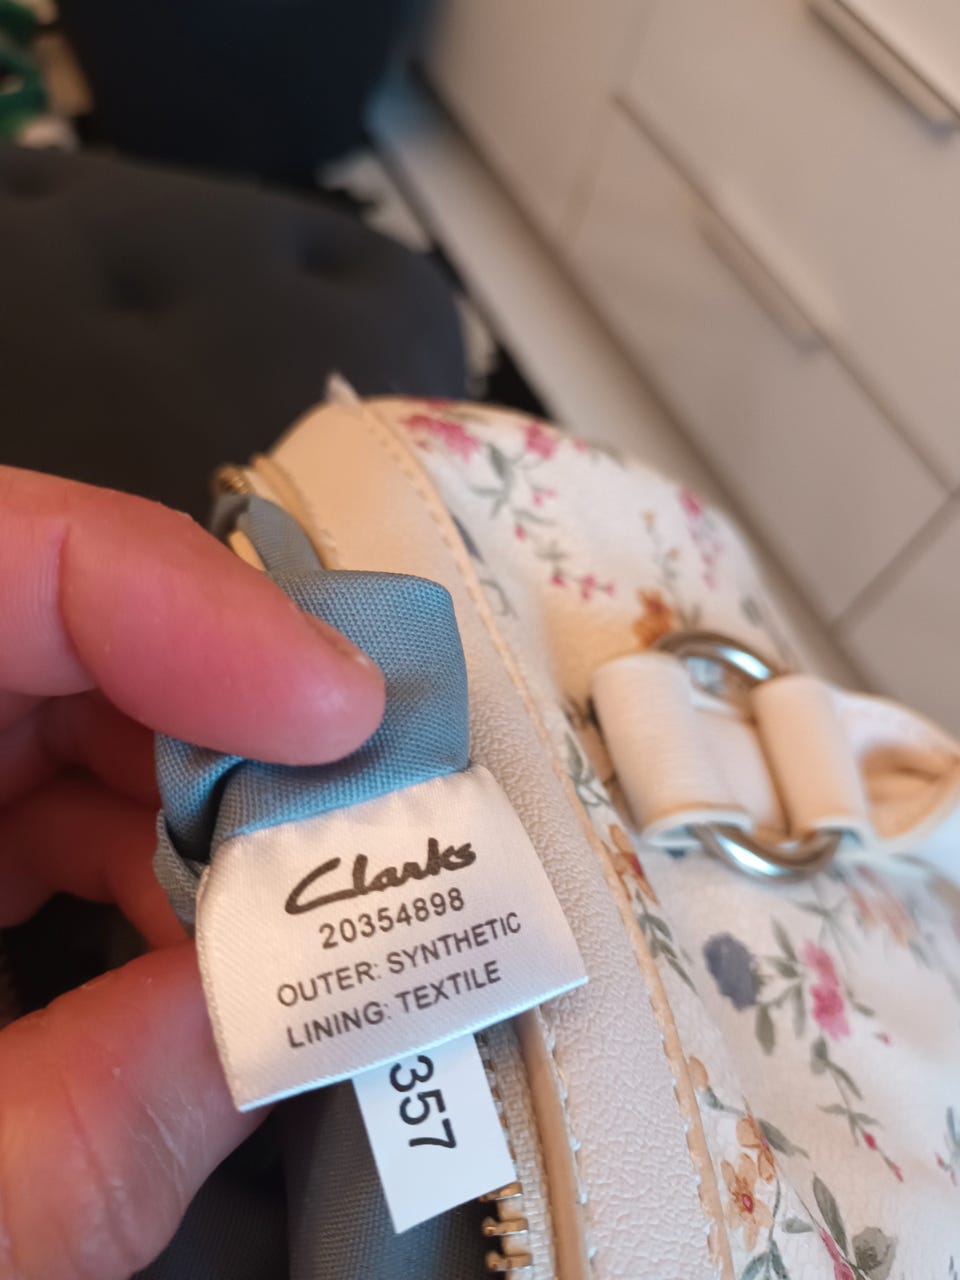 Clarks
20354898
OUTER: SYNTHETIC
LINING: TEXTILE
357